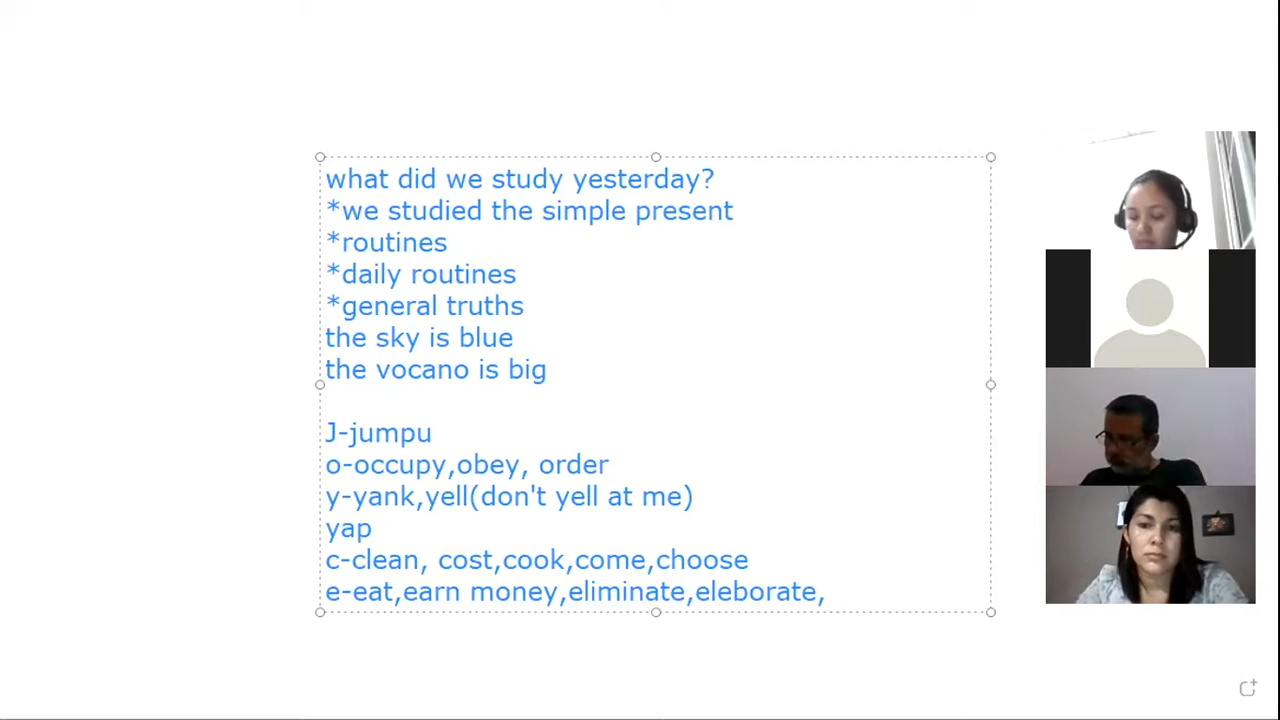 what did we study yesterday?
*we studied the simple present
*routines
*daily routines
*general truths
the sky is blue
the vocano is big
J-jumpu
o-occupy,obey, order
y-yank,yell(don't yell at me)
yap
c-clean, cost,cook,come,choose
e-eat,earn money,eliminate,eleborate,